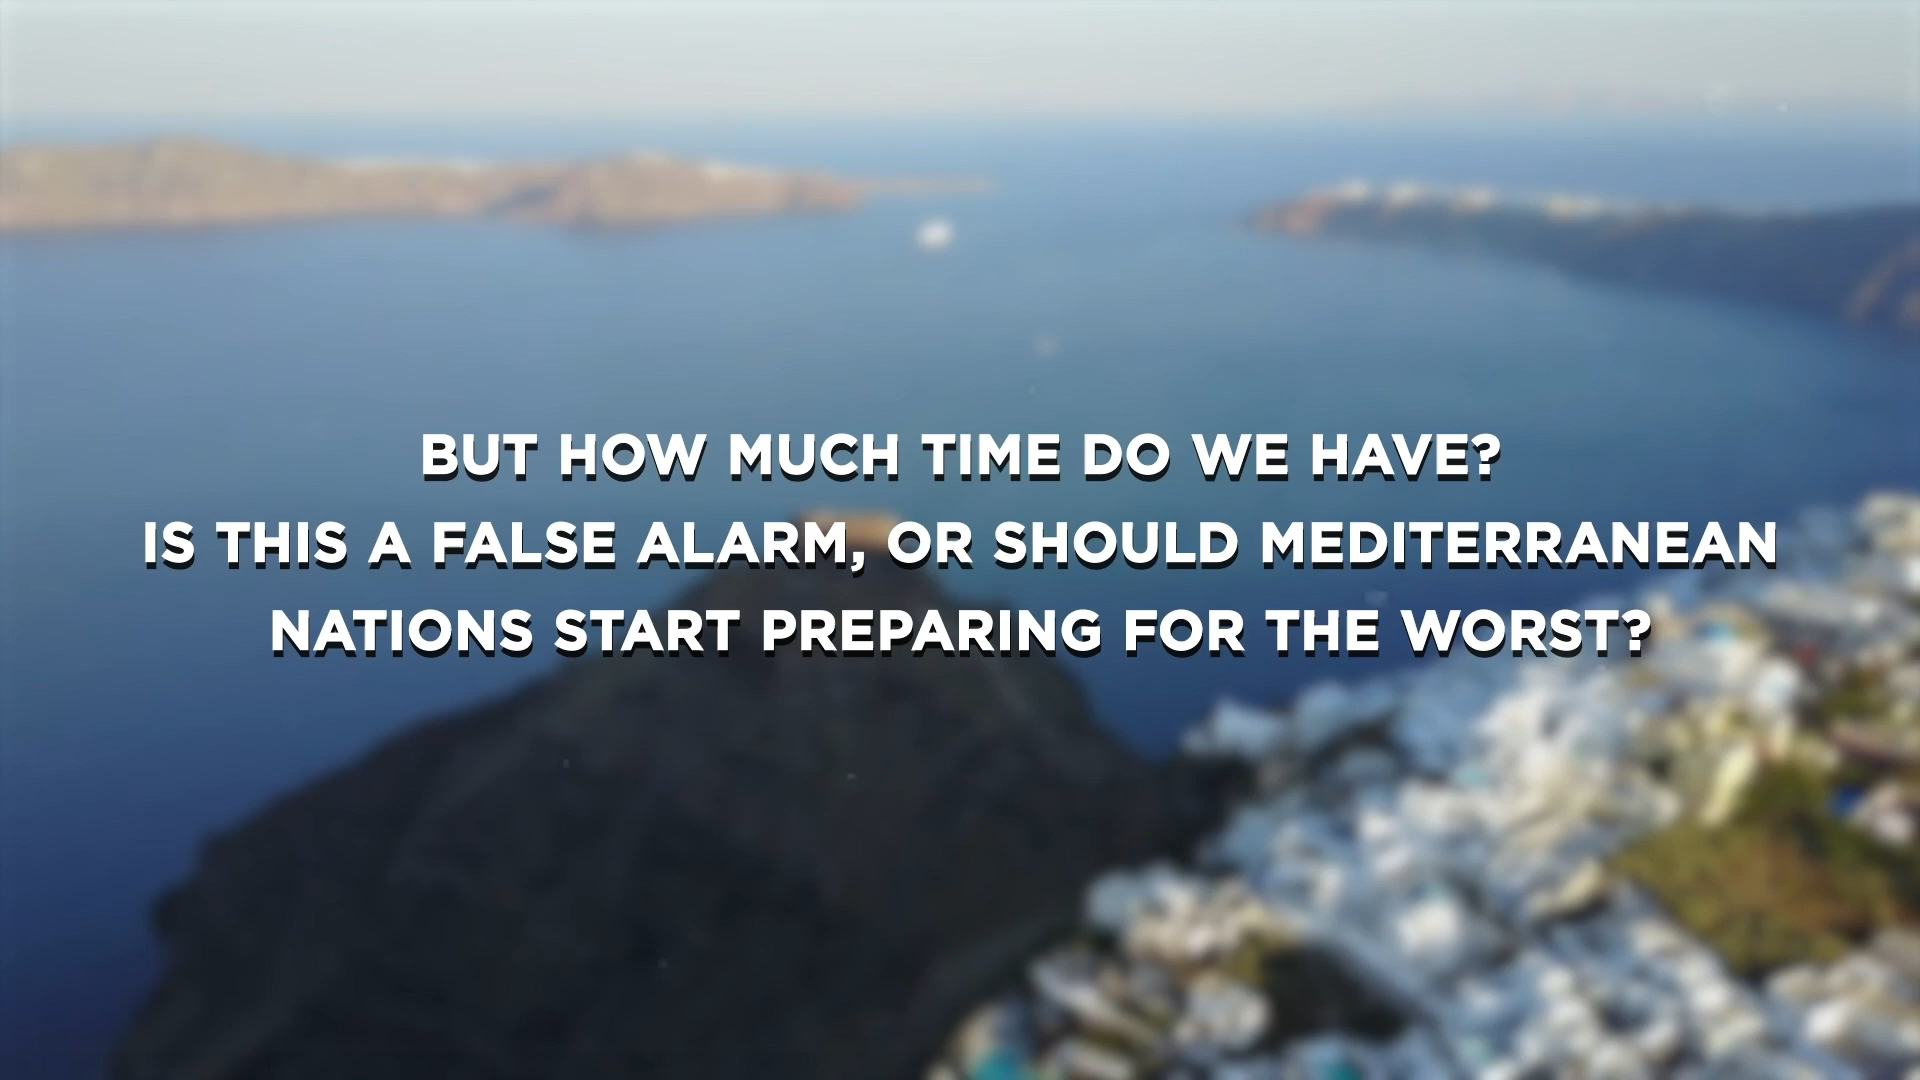 BUT HOW MUCH TIME DO WE HAVE?
IS THIS A FALSE ALARM, OR SHOULD MEDITERRANEAN
NATIONS START PREPARING FOR THE WORST?